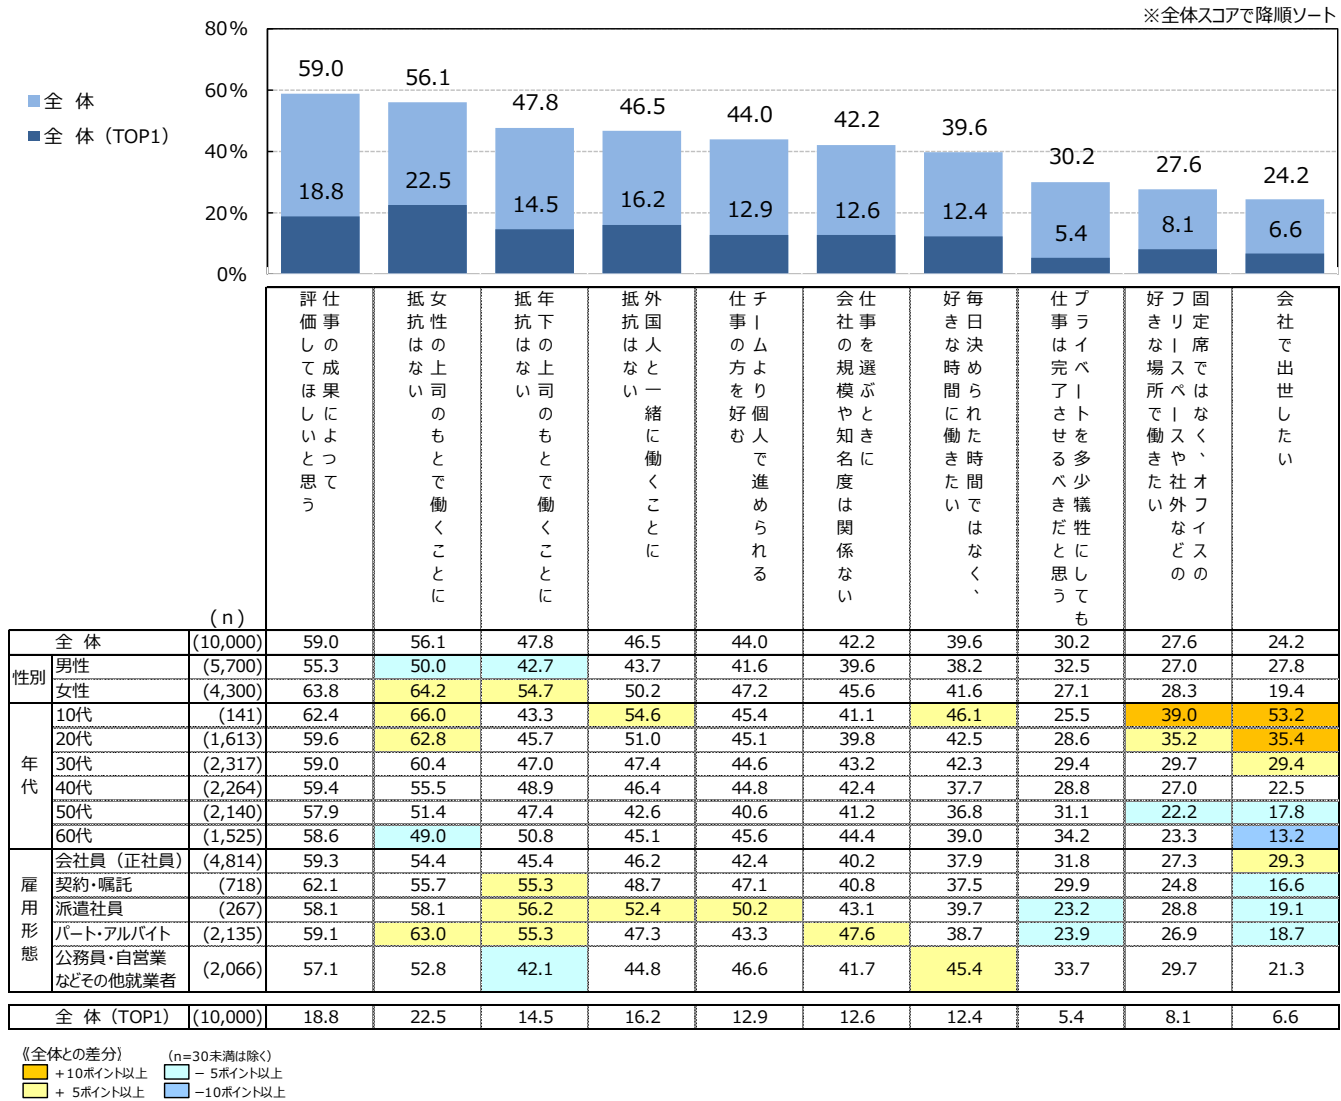 ※全体スコアで降順ソート
80%
60%
40%
20%
0%
全 体
全 体（TOP1）
59.0
56.1
47.8
46.5
44.0
42.2
39.6
30.2
27.6
24.2
18.8
22.5
14.5
16.2
12.9
12.6
12.4
5.4
8.1
6.6
仕事の成果によって
評価してほしいと思う
女性の上司のもとで働くことに
抵抗はない
年下の上司のもとで働くことに
抵抗はない
外国人と一緒に働くことに
抵抗はない
チームより個人で進められる
仕事の方を好む
仕事を選ぶときに
会社の規模や知名度は関係ない
毎日決められた時間ではなく、
好きな時間に働きたい
プライベートを多少犠牲にしても
仕事は完了させるべきだと思う
固定席ではなく、オフィスの
フリースペースや社外などの
好きな場所で働きたい
会社で出世したい
(n)
全 体 (10,000) 59.0 56.1 47.8 46.5 44.0 42.2 39.6 30.2 27.6 24.2
性別
男性 (5,700) 55.3 50.0 42.7 43.7 41.6 39.6 38.2 32.5 27.0 27.8
女性 (4,300) 63.8 64.2 54.7 50.2 47.2 45.6 41.6 27.1 28.3 19.4
年代
10代 (141) 62.4 66.0 43.3 54.6 45.4 41.1 46.1 25.5 39.0 53.2
20代 (1,613) 59.6 62.8 45.7 51.0 45.1 39.8 42.5 28.6 35.2 35.4
30代 (2,317) 59.0 60.4 47.0 47.4 44.6 43.2 42.3 29.4 29.7 29.4
40代 (2,264) 59.4 55.5 48.9 46.4 44.8 42.4 37.7 28.8 27.0 22.5
50代 (2,140) 57.9 51.4 47.4 42.6 40.6 41.2 36.8 31.1 22.2 17.8
60代 (1,525) 58.6 49.0 50.8 45.1 45.6 44.4 39.0 34.2 23.3 13.2
雇用形態
会社員（正社員） (4,814) 59.3 54.4 45.4 46.2 42.4 40.2 37.9 31.8 27.3 29.3
契約・嘱託 (718) 62.1 55.7 55.3 48.7 47.1 40.8 37.5 29.9 24.8 16.6
派遣社員 (267) 58.1 58.1 56.2 52.4 50.2 43.1 39.7 23.2 28.8 19.1
パート・アルバイト (2,135) 59.1 63.0 55.3 47.3 43.3 47.6 38.7 23.9 26.9 18.7
公務員・自営業
などその他就業者 (2,066) 57.1 52.8 42.1 44.8 46.6 41.7 45.4 33.7 29.7 21.3
全 体（TOP1） (10,000) 18.8 22.5 14.5 16.2 12.9 12.6 12.4 5.4 8.1 6.6
《全体との差分》 (n=30未満は除く)
+10ポイント以上 − 5ポイント以上
+ 5ポイント以上 −10ポイント以上